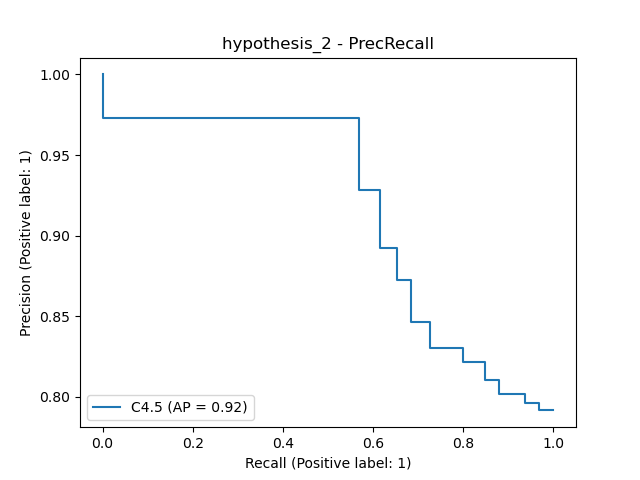 hypothesis_2 - PrecRecall
Precision (Positive label: 1)
1.00
0.95
0.90
0.85
0.80
C4.5 (AP = 0.92)
0.0 0.2 0.4 0.6 0.8 1.0
Recall (Positive label: 1)